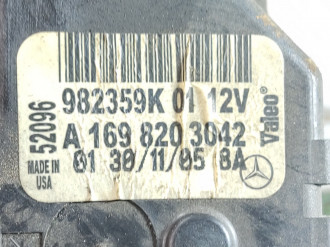 52096
982359K 01 12V
A 169 820 3042
MADE IN
USA
01 30/11/05 8A
Valeo